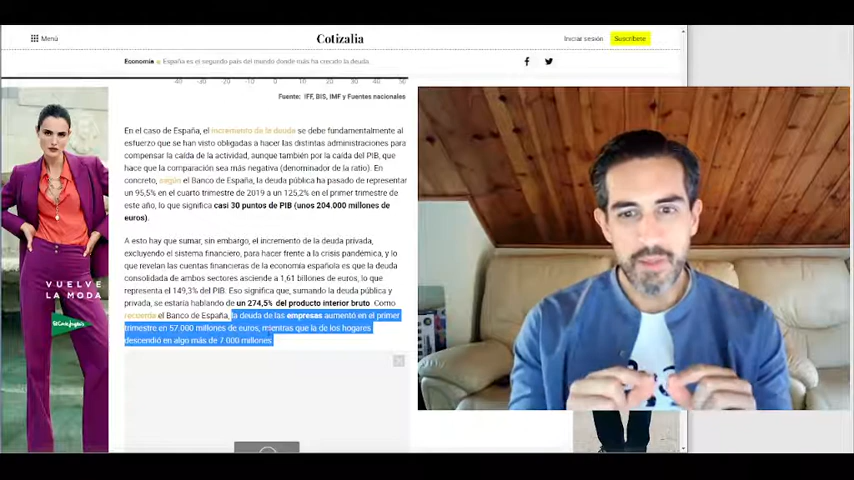 Menú
Cotizalia
Iniciar sesión
Suscríbete
Economía
España es el segundo país del mundo donde más ha crecido la deuda
-40 -30 -20 -10 0 10 20 30 40 50
Fuente: IFF, BIS, IMF y Fuentes nacionales
En el caso de España, el incremento de la deuda se debe fundamentalmente al
esfuerzo que se han visto obligadas a hacer las distintas administraciones para
compensar la caída de la actividad, aunque también por la caída del PIB, que
hace que la comparación sea más negativa (denominador de la ratio). En
concreto, según el Banco de España, la deuda pública ha pasado de representar
un 95,5% en el cuarto trimestre de 2019 a un 125,2% en el primer trimestre de
este año, lo que significa casi 30 puntos de PIB (unos 204.000 millones de
euros).
A esto hay que sumar, sin embargo, el incremento de la deuda privada,
excluyendo el sistema financiero, para hacer frente a la crisis pandémica, y lo
que revelan las cuentas financieras de la economía española es que la deuda
consolidada de ambos sectores asciende a 1,61 billones de euros, lo que
representa el 149,3% del PIB. Eso significa que, sumando la deuda pública y
privada, se estaría hablando de un 274,5% del producto interior bruto. Como
recuerda el Banco de España, la deuda de las empresas aumentó en el primer
trimestre en 57.000 millones de euros, mientras que la de los hogares
descendió en algo más de 7.000 millones.
VUELVE
LA MODA
El Corte Inglés